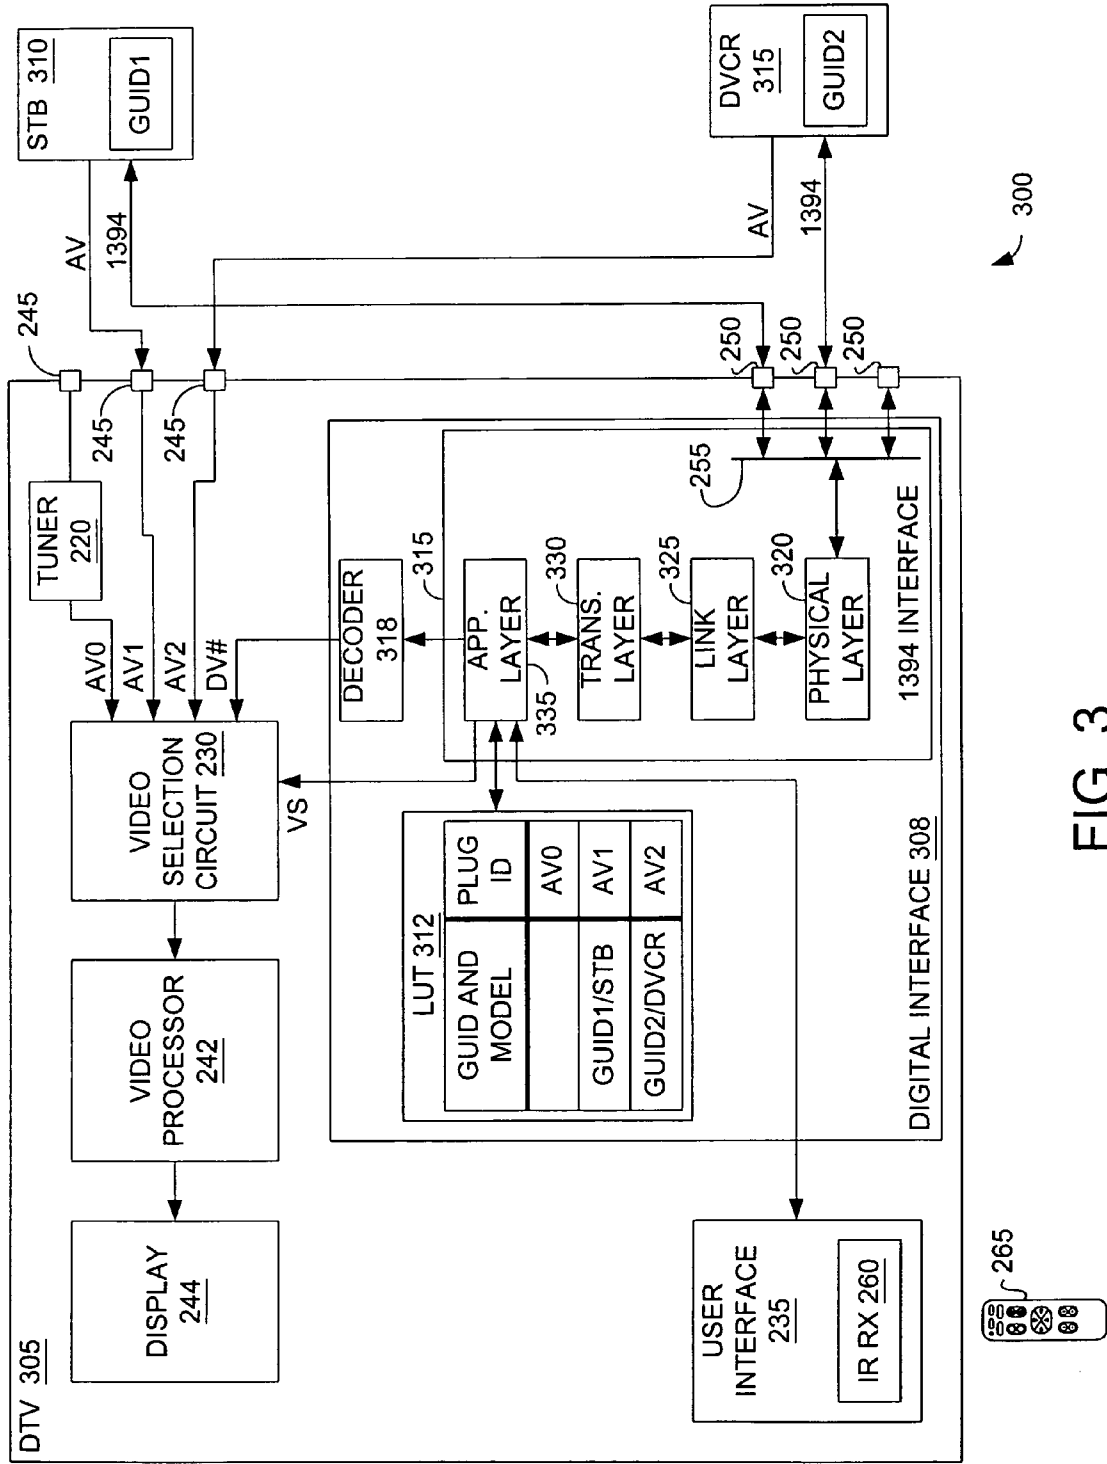 DTV 305
DISPLAY
244
VIDEO
PROCESSOR
242
VIDEO
SELECTION
CIRCUIT 230
AV0
AV1
AV2
DV#
VS
TUNER
220
245
245
245
AV
1394
STB 310
GUID1
DECODER
318
315
LUT 312
GUID AND
MODEL
PLUG
ID
AV0
GUID1/STB
AV1
GUID2/DVCR
AV2
APP.
LAYER
335
TRANS.
LAYER
330
LINK
LAYER
325
PHYSICAL
LAYER
320
255
250
250
250
1394 INTERFACE
DIGITAL INTERFACE 308
AV
1394
DVCR
315
GUID2
USER
INTERFACE
235
IR RX 260
265
300
FIG. 3